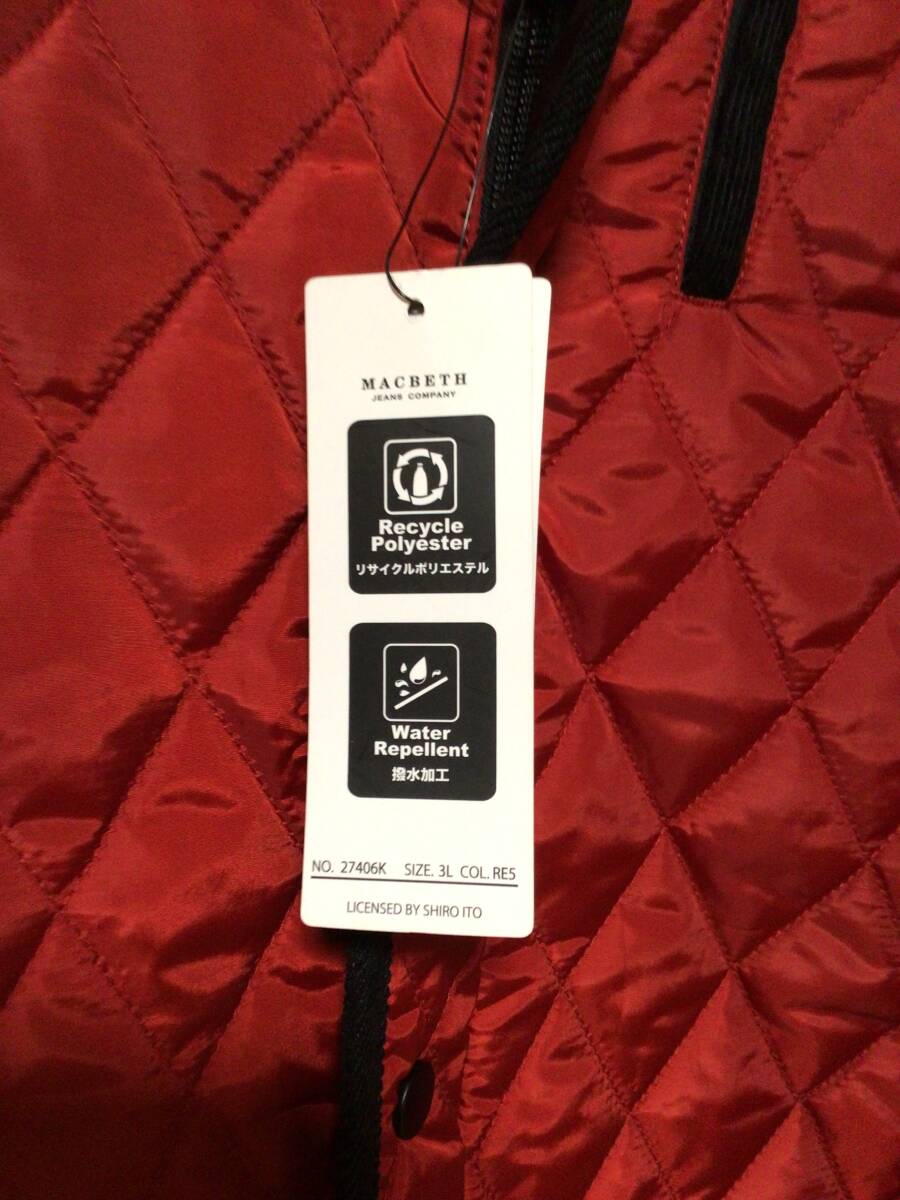 MACBETH
JEANS COMPANY
Recycle
Polyester
リサイクルポリエステル
Water
Repellent
撥水加工
NO. 27406K SIZE. 3L COL. RE5
LICENSED BY SHIRO ITO